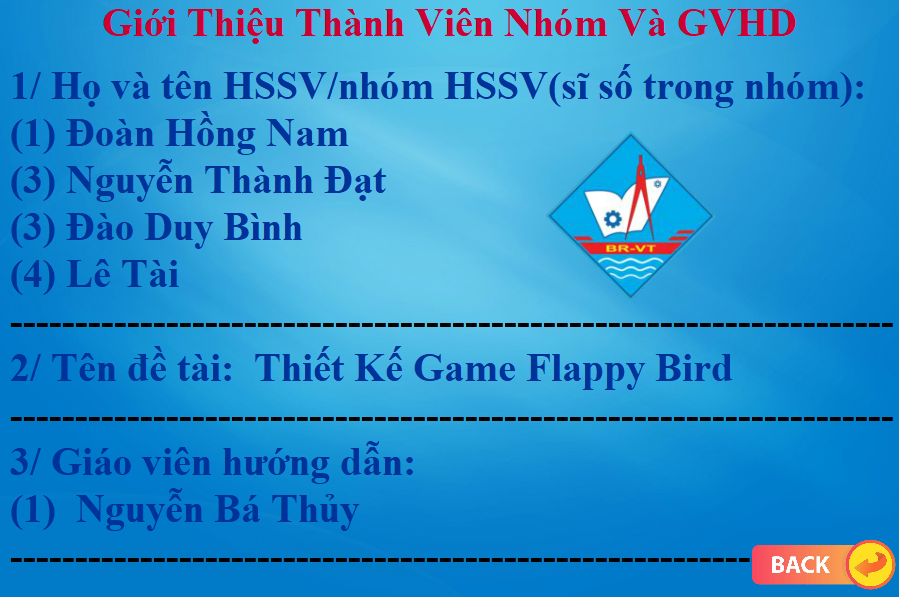 Giới Thiệu Thành Viên Nhóm Và GVHD
1/ Họ và tên HSSV/nhóm HSSV(sĩ số trong nhóm):
(1) Đoàn Hồng Nam
(3) Nguyễn Thành Đạt
(3) Đào Duy Bình
(4) Lê Tài
BR-VT
2/ Tên đề tài:  Thiết Kế Game Flappy Bird
3/ Giáo viên hướng dẫn:
(1)  Nguyễn Bá Thủy
BACK